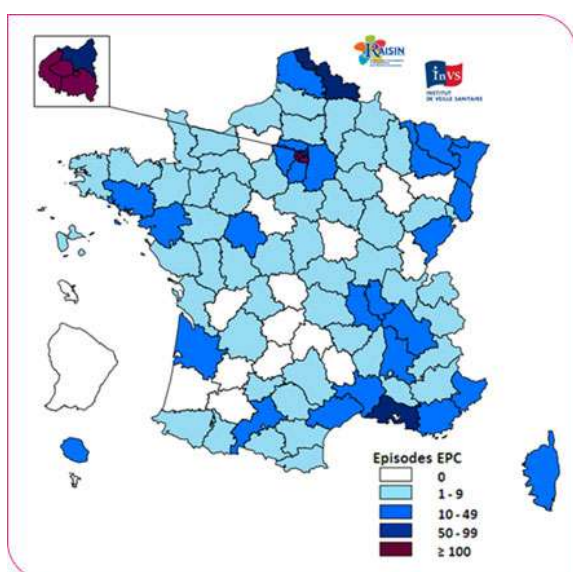 RAISIN
InVS
INSTITUT
DE VEILLE SANITAIRE
Episodes EPC
0
1 - 9
10 - 49
50 - 99
≥ 100